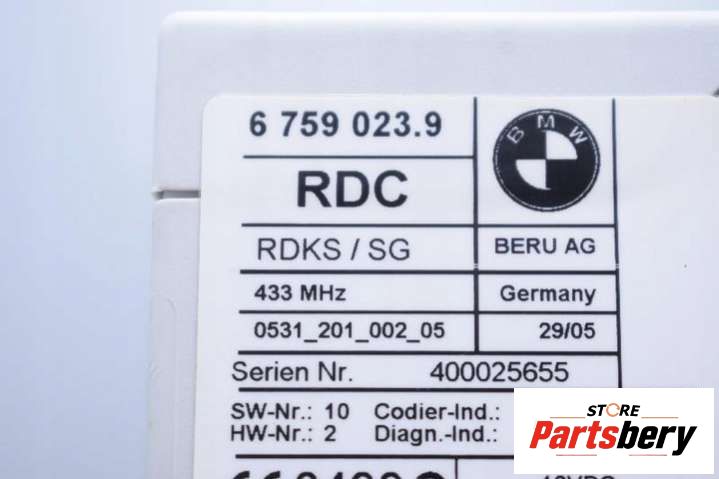 6 759 023.9
BMW
RDC
RDKS / SG
BERU AG
433 MHz
Germany
0531_201_002_05
29/05
Serien Nr. 400025655
SW-Nr.: 10 Codier-Ind.:
HW-Nr.: 2 Diagn.-Ind.:
STORE
Partsbery